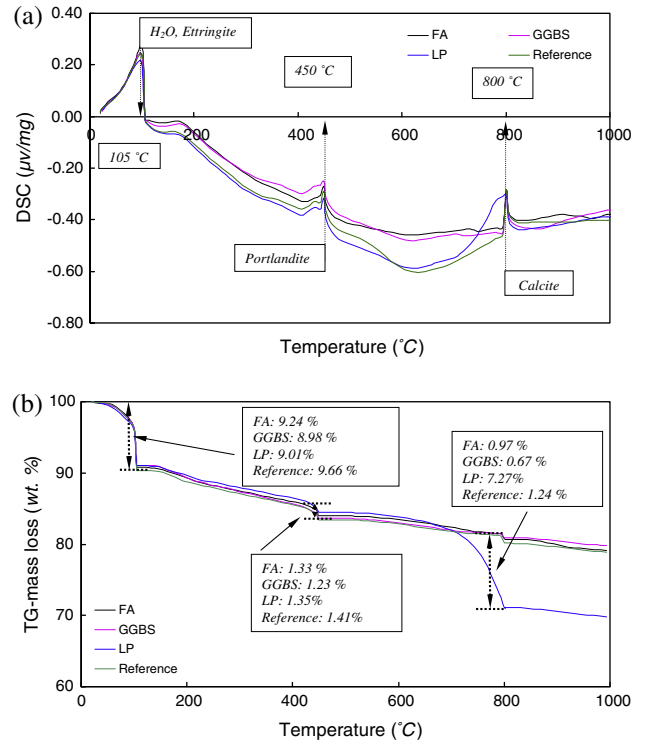 (a)
0.40
0.20
0.00
-0.20
-0.40
-0.60
-0.80
DSC (µv/mg)
H₂O, Ettringite
FA
GGBS
LP
Reference
450 ˚C
800 ˚C
105 ˚C
0
200
400
600
800
1000
Portlandite
Calcite
Temperature (˚C)
(b)
100
90
80
70
60
TG-mass loss (wt. %)
FA: 9.24 %
GGBS: 8.98 %
LP: 9.01%
Reference: 9.66 %
FA: 0.97 %
GGBS: 0.67 %
LP: 7.27%
Reference: 1.24 %
FA: 1.33 %
GGBS: 1.23 %
LP: 1.35%
Reference: 1.41%
FA
GGBS
LP
Reference
0
200
400
600
800
1000
Temperature (˚C)